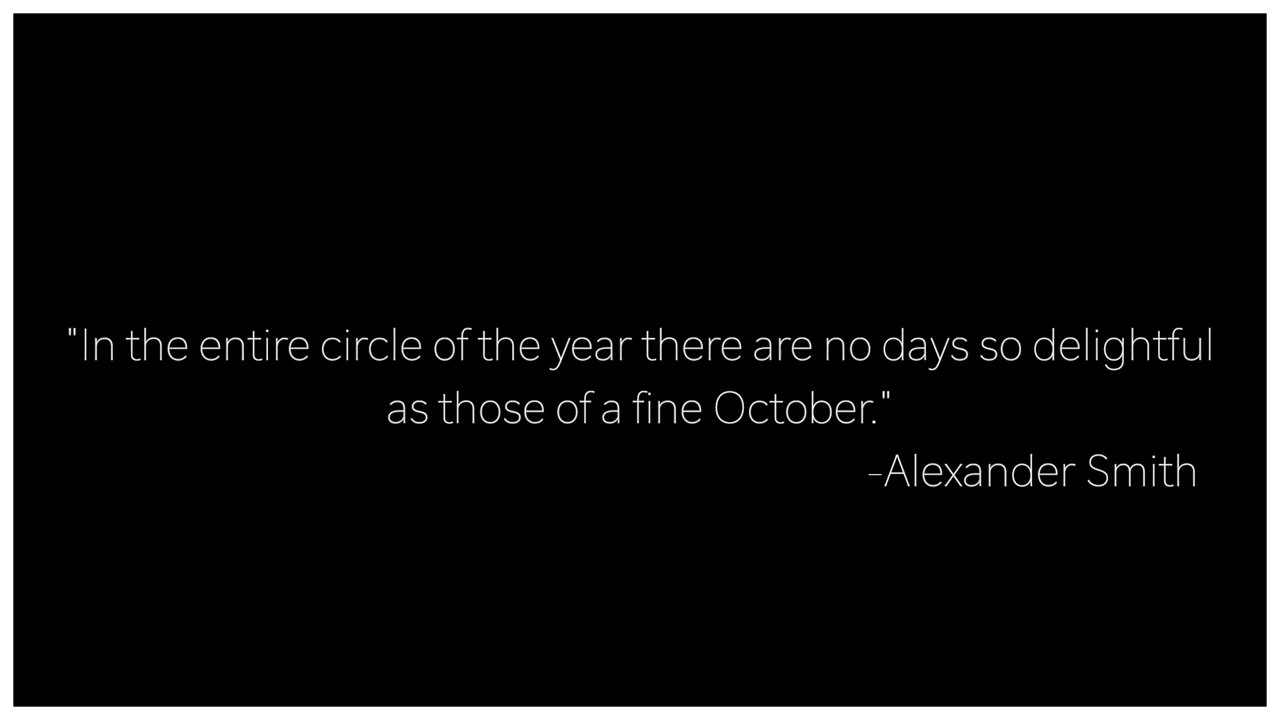 "In the entire circle of the year there are no days so delightful
as those of a fine October."
-Alexander Smith